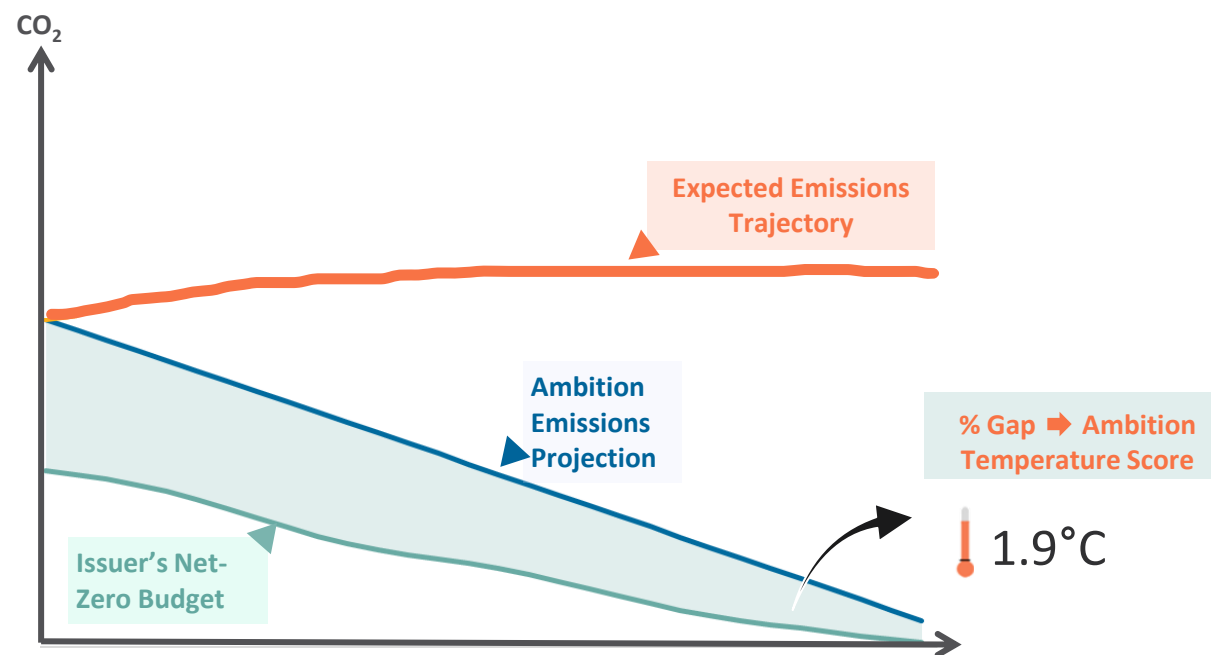 CO₂
Expected Emissions
Trajectory
Ambition
Emissions
Projection
% Gap ➡ Ambition
Temperature Score
1.9°C
Issuer’s Net-
Zero Budget